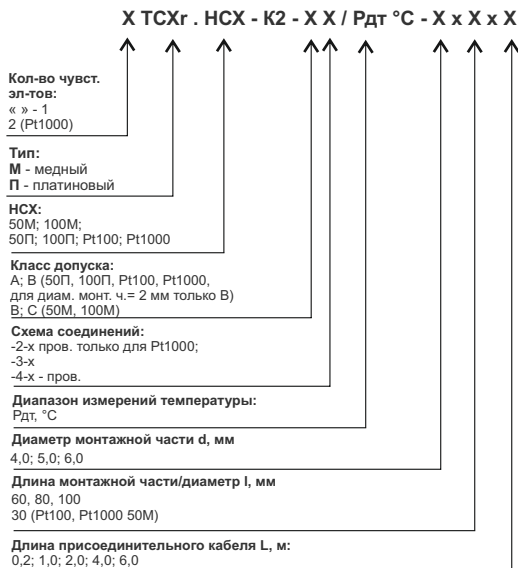 X ТСXr . НСХ - К2 - X X / Рдт °С - X x X x X
Кол-во чувст.
эл-тов:
« » - 1
2 (Pt1000)
Тип:
М - медный
П - платиновый
НСХ:
50М; 100М;
50П; 100П; Pt100; Pt1000
Класс допуска:
А; В (50П, 100П, Pt100, Pt1000,
для диам. монт. ч.= 2 мм только В)
В; С (50М, 100М)
Схема соединений:
-2-х пров. только для Pt1000;
-3-х
-4-х - пров.
Диапазон измерений температуры:
Рдт, °С
Диаметр монтажной части d, мм
4,0; 5,0; 6,0
Длина монтажной части/диаметр l, мм
60, 80, 100
30 (Pt100, Pt1000 50М)
Длина присоединительного кабеля L, м:
0,2; 1,0; 2,0; 4,0; 6,0